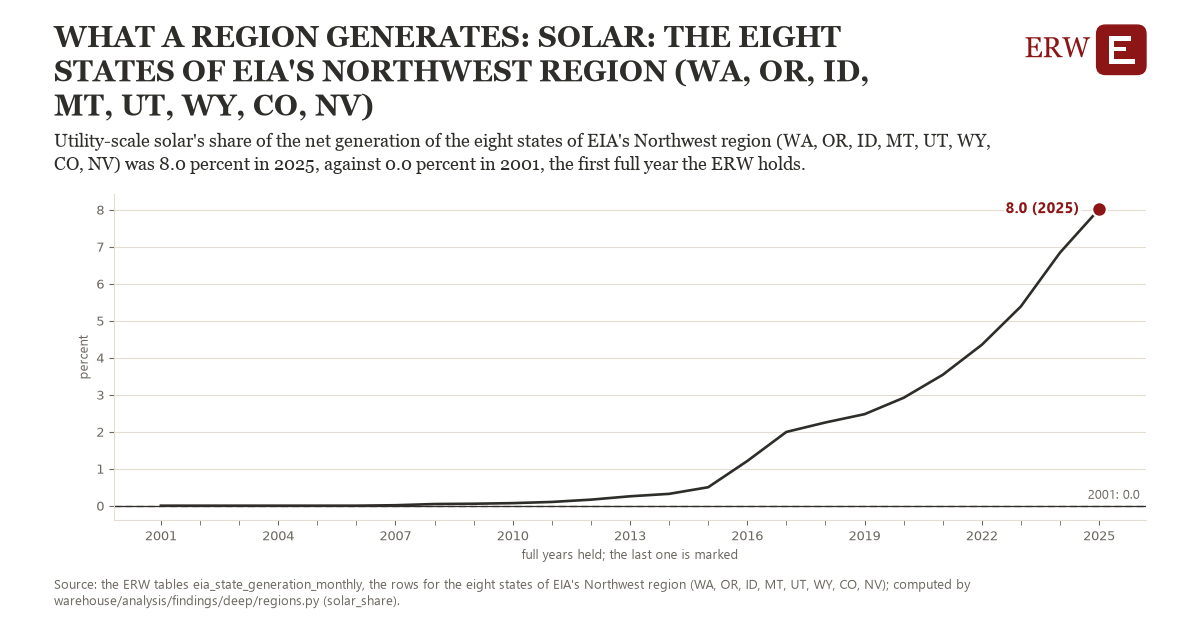 WHAT A REGION GENERATES: SOLAR: THE EIGHT
STATES OF EIA'S NORTHWEST REGION (WA, OR, ID,
MT, UT, WY, CO, NV)
ERW E
Utility-scale solar's share of the net generation of the eight states of EIA's Northwest region (WA, OR, ID, MT, UT, WY,
CO, NV) was 8.0 percent in 2025, against 0.0 percent in 2001, the first full year the ERW holds.
8.0 (2025)
8
7
6
5
4
3
2
1
0
percent
2001: 0.0
2001 2004 2007 2010 2013 2016 2019 2022 2025
full years held; the last one is marked
Source: the ERW tables eia_state_generation_monthly, the rows for the eight states of EIA's Northwest region (WA, OR, ID, MT, UT, WY, CO, NV); computed by
warehouse/analysis/findings/deep/regions.py (solar_share).